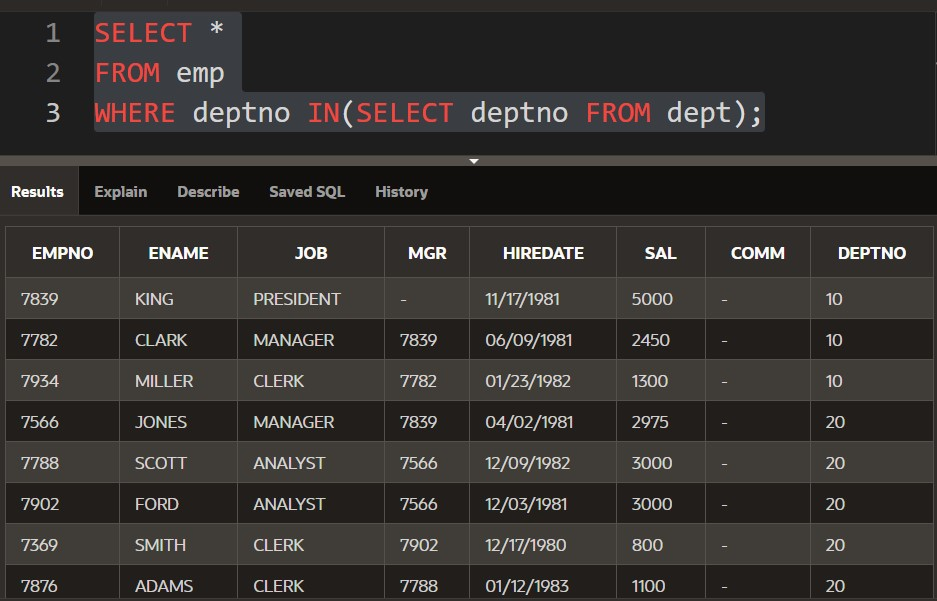 1 SELECT *
2 FROM emp
3 WHERE deptno IN(SELECT deptno FROM dept);
Results Explain Describe Saved SQL History
EMPNO ENAME JOB MGR HIREDATE SAL COMM DEPTNO
7839 KING PRESIDENT - 11/17/1981 5000 - 10
7782 CLARK MANAGER 7839 06/09/1981 2450 - 10
7934 MILLER CLERK 7782 01/23/1982 1300 - 10
7566 JONES MANAGER 7839 04/02/1981 2975 - 20
7788 SCOTT ANALYST 7566 12/09/1982 3000 - 20
7902 FORD ANALYST 7566 12/03/1981 3000 - 20
7369 SMITH CLERK 7902 12/17/1980 800 - 20
7876 ADAMS CLERK 7788 01/12/1983 1100 - 20